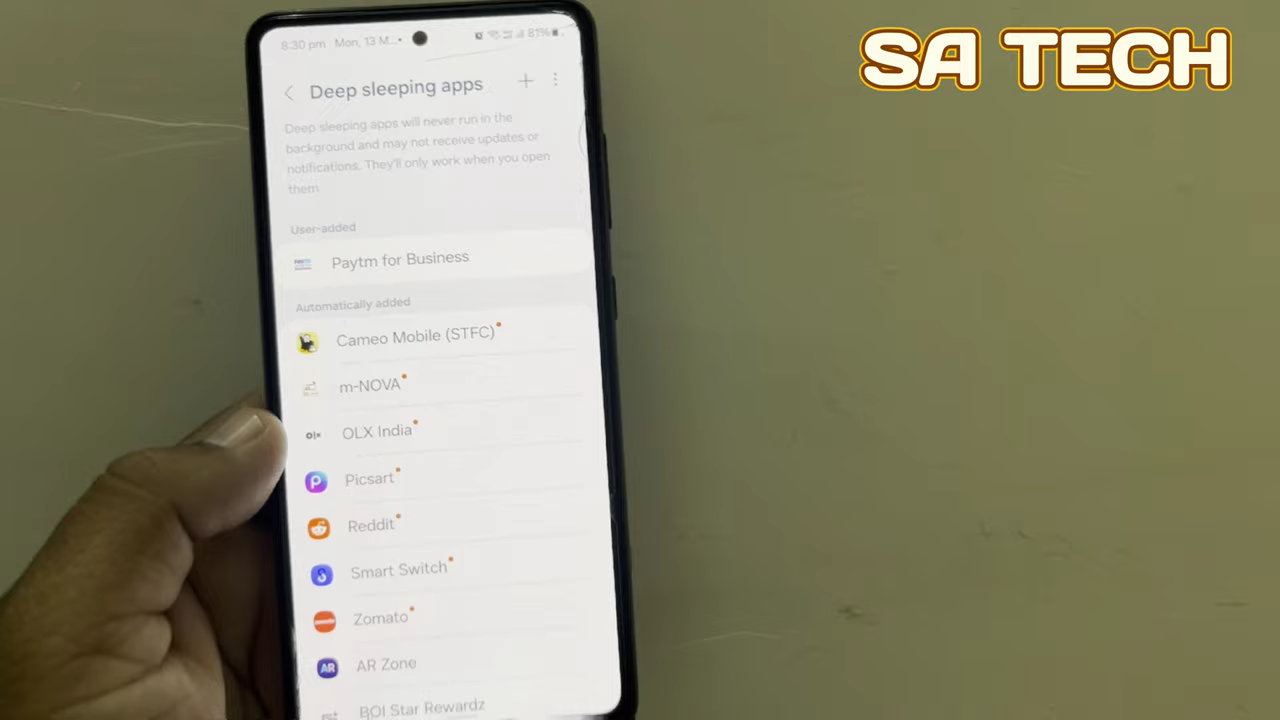 SA TECH
8:30 pm Mon, 13 M... • 81%
Deep sleeping apps
Deep sleeping apps will never run in the
background and may not receive updates or
notifications. They'll only work when you open
them
User-added
Paytm for Business
Automatically added
Cameo Mobile (STFC)
m-NOVA
OLX India
Picsart
Reddit
Smart Switch
zomato
Zomato
AR
AR Zone
BOI Star Rewardz